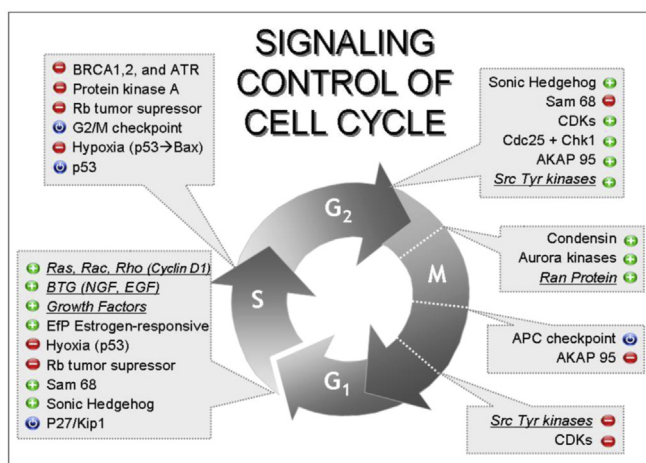 SIGNALING
CONTROL OF
CELL CYCLE
BRCA1,2, and ATR
Protein kinase A
Rb tumor supressor
G2/M checkpoint
Hypoxia (p53→Bax)
p53
Sonic Hedgehog
Sam 68
CDKs
Cdc25 + Chk1
AKAP 95
Src Tyr kinases
G2
S
M
G1
Condensin
Aurora kinases
Ran Protein
Ras, Rac, Rho (Cyclin D1)
BTG (NGF, EGF)
Growth Factors
EfP Estrogen-responsive
Hyoxia (p53)
Rb tumor supressor
Sam 68
Sonic Hedgehog
P27/Kip1
APC checkpoint
AKAP 95
Src Tyr kinases
CDKs